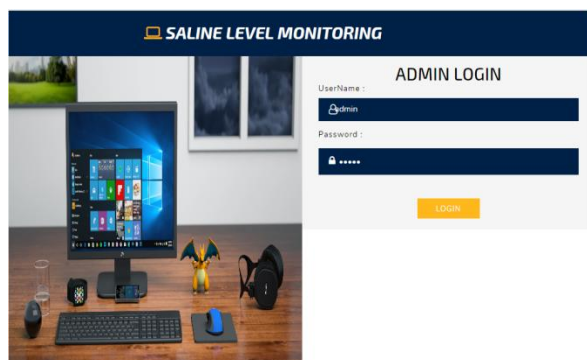 SALINE LEVEL MONITORING
ADMIN LOGIN
UserName :
admin
Password :
•••••
LOGIN